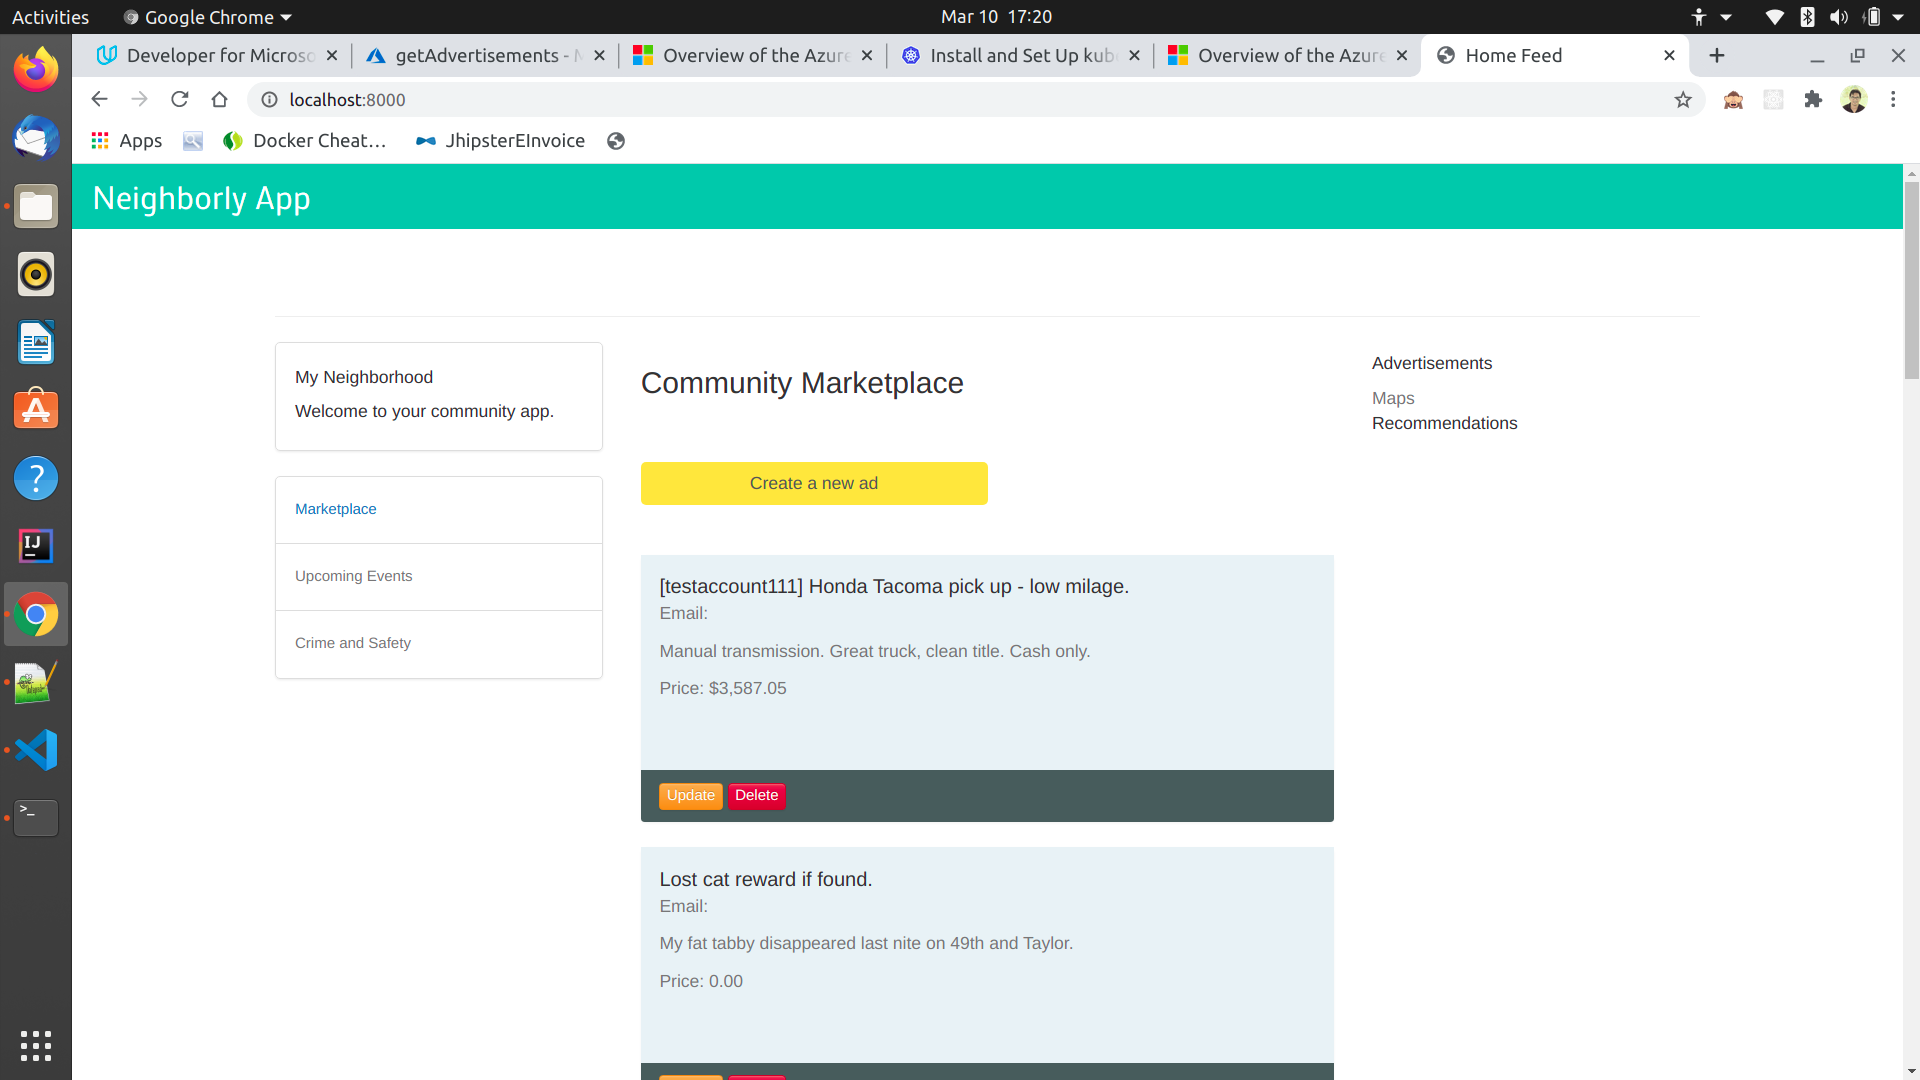 Activities
Google Chrome
Mar 10 17:20
Developer for Microso
getAdvertisements -
Overview of the Azure
Install and Set Up kub
Overview of the Azure
Home Feed
localhost:8000
Apps
Docker Cheat...
JhipsterEInvoice
Neighborly App
My Neighborhood
Welcome to your community app.
Marketplace
Upcoming Events
Crime and Safety
Community Marketplace
Create a new ad
[testaccount111] Honda Tacoma pick up - low milage.
Email:
Manual transmission. Great truck, clean title. Cash only.
Price: $3,587.05
Update Delete
Lost cat reward if found.
Email:
My fat tabby disappeared last nite on 49th and Taylor.
Price: 0.00
Advertisements
Maps
Recommendations